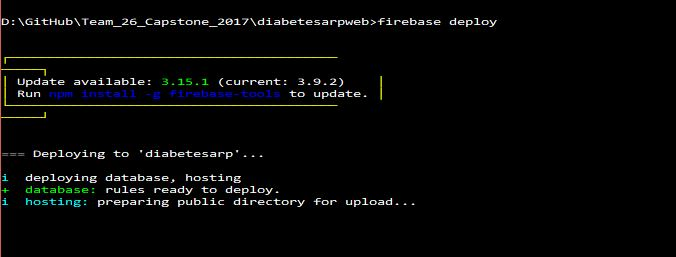 D:\GitHub\Team_26_Capstone_2017\diabetesarpweb>firebase deploy
Update available: 3.15.1 (current: 3.9.2)
Run npm install -g firebase-tools to update.
=== Deploying to 'diabetesarp'...
i deploying database, hosting
+ database: rules ready to deploy.
i hosting: preparing public directory for upload...